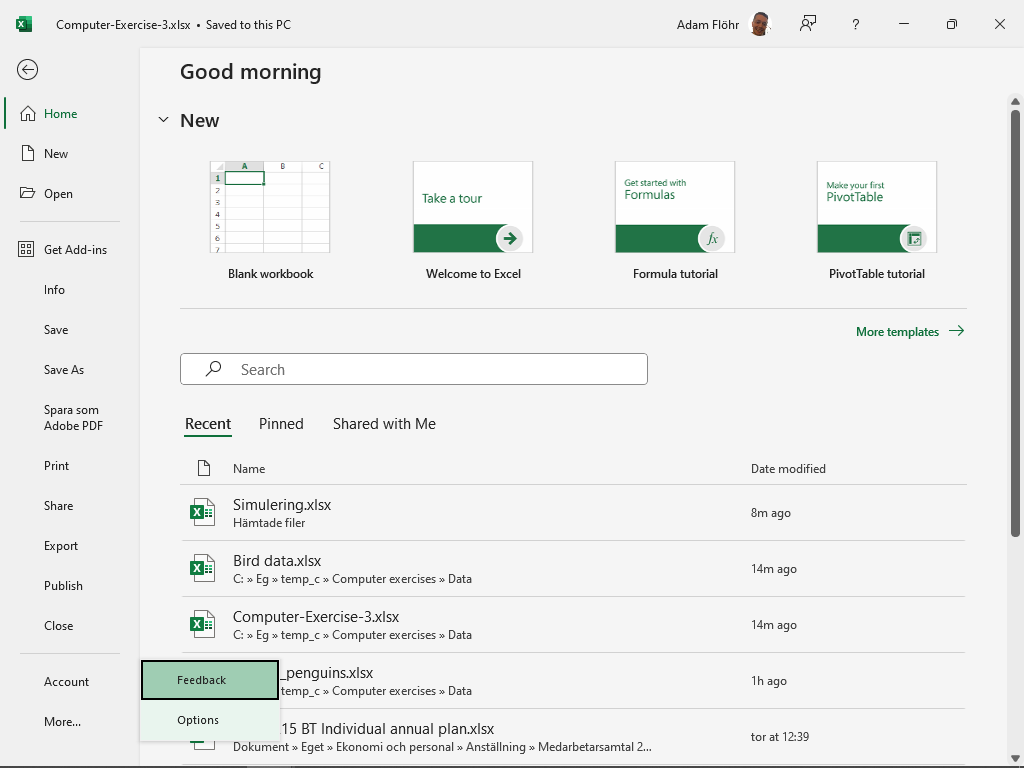 Computer-Exercise-3.xlsx • Saved to this PC
Adam Flöhr
?
Good morning
Home
New
Open
Get Add-ins
Info
Save
Save As
Spara som
Adobe PDF
Print
Share
Export
Publish
Close
Account
More...
New
A B C
1
2
3
4
5
6
7
Blank workbook
Take a tour
Welcome to Excel
Get started with
Formulas
fx
Formula tutorial
Make your first
PivotTable
PivotTable tutorial
More templates
Search
Recent Pinned Shared with Me
Name Date modified
Simulering.xlsx
Hämtade filer
8m ago
Bird data.xlsx
C: » Eg » temp_c » Computer exercises » Data
14m ago
Computer-Exercise-3.xlsx
C: » Eg » temp_c » Computer exercises » Data
14m ago
_penguins.xlsx
temp_c » Computer exercises » Data
1h ago
15 BT Individual annual plan.xlsx
Dokument » Eget » Ekonomi och personal » Anställning » Medarbetarsamtal 2...
tor at 12:39
Feedback
Options